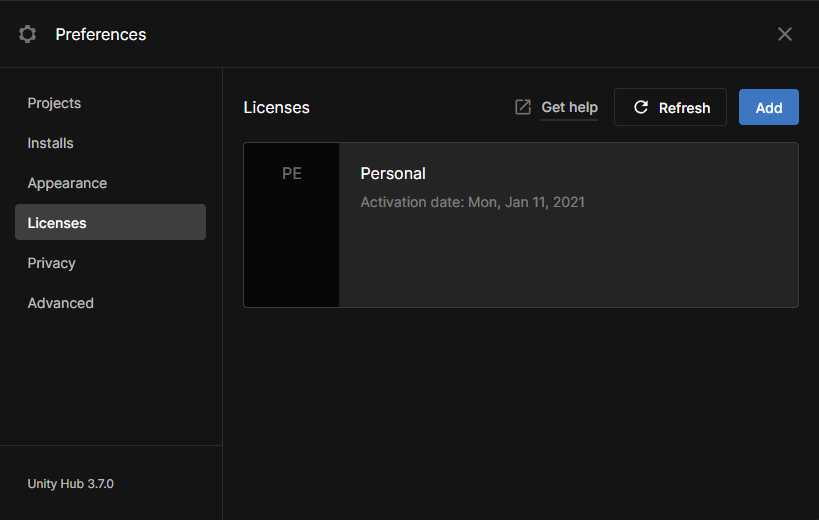 Preferences
Projects
Installs
Appearance
Licenses
Privacy
Advanced
Unity Hub 3.7.0
Licenses
Get help
Refresh
Add
PE
Personal
Activation date: Mon, Jan 11, 2021